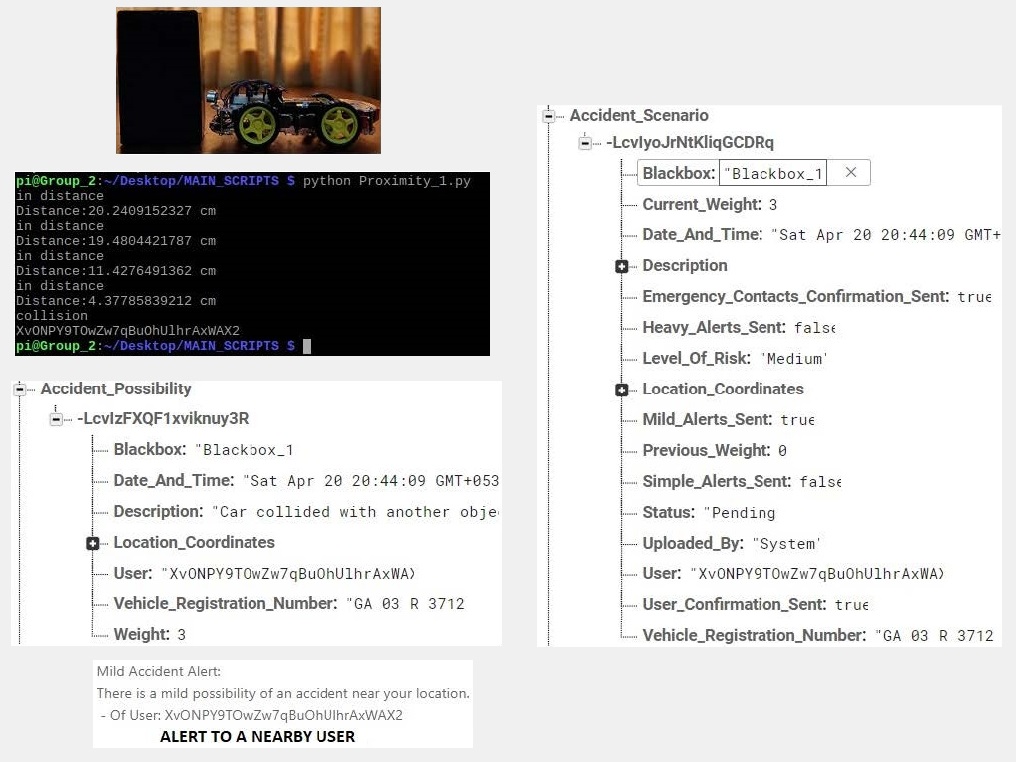 pi@Group_2:~/Desktop/MAIN_SCRIPTS $ python Proximity_1.py
in distance
Distance:20.2409152327 cm
in distance
Distance:19.4804421787 cm
in distance
Distance:11.4276491362 cm
in distance
Distance:4.37785839212 cm
collision
XvONPY9TOwZw7qBuOhUlhrAxWAX2
pi@Group_2:~/Desktop/MAIN_SCRIPTS $
Accident_Possibility
-LcvIzFXQF1xviknuy3R
Blackbox: "Blackbox_1
Date_And_Time: "Sat Apr 20 20:44:09 GMT+053
Description: "Car collided with another obje
Location_Coordinates
User: "XvONPY9TOwZw7qBuOhUlhrAxWAX
Vehicle_Registration_Number: "GA 03 R 3712
Weight: 3
Mild Accident Alert:
There is a mild possibility of an accident near your location.
- Of User: XvONPY9TOwZw7qBuOhUlhrAxWAX2
ALERT TO A NEARBY USER
Accident_Scenario
-LcvIyoJrNtKliqGCDRq
Blackbox: "Blackbox_1
Current_Weight: 3
Date_And_Time: "Sat Apr 20 20:44:09 GMT+
Description
Emergency_Contacts_Confirmation_Sent: true
Heavy_Alerts_Sent: false
Level_Of_Risk: "Medium"
Location_Coordinates
Mild_Alerts_Sent: true
Previous_Weight: 0
Simple_Alerts_Sent: false
Status: "Pending
Uploaded_By: "System"
User: "XvONPY9TOwZw7qBuOhUlhrAxWAX
User_Confirmation_Sent: true
Vehicle_Registration_Number: "GA 03 R 3712